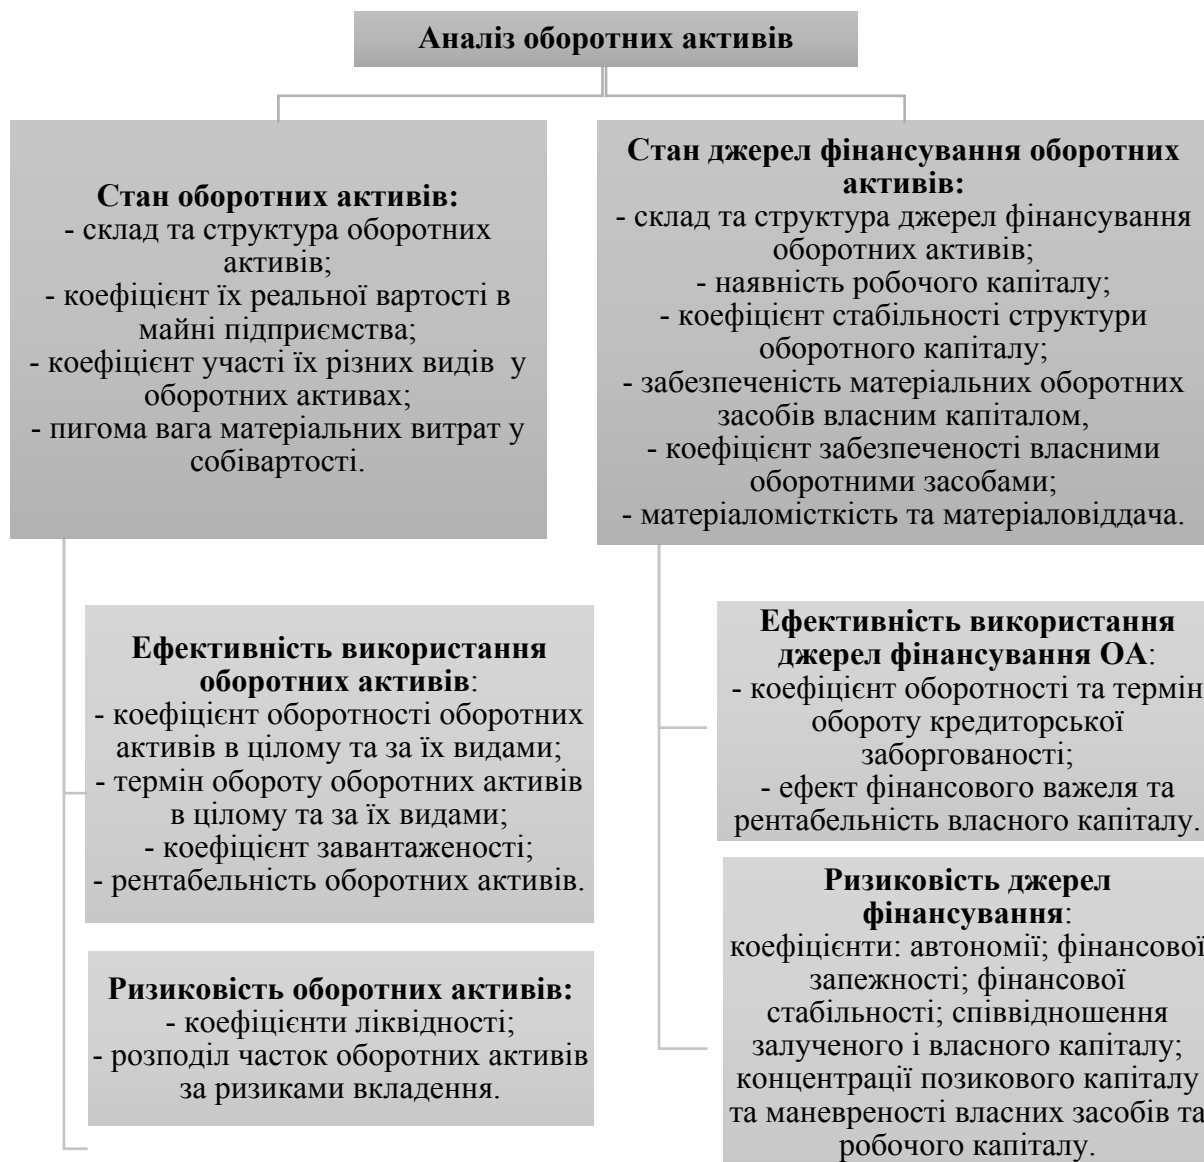 Аналіз оборотних активів
Стан оборотних активів:
- склад та структура оборотних
активів;
- коефіцієнт їх реальної вартості в
майні підприємства;
- коефіцієнт участі їх різних видів у
оборотних активах;
- пигома вага матеріальних витрат у
собівартості.
Ефективність використання
оборотних активів:
- коефіцієнт оборотності оборотних
активів в цілому та за їх видами;
- термін обороту оборотних активів
в цілому та за їх видами;
- коефіцієнт завантаженості;
- рентабельність оборотних активів.
Ризиковість оборотних активів:
- коефіцієнти ліквідності;
- розподіл часток оборотних активів
за ризиками вкладення.
Стан джерел фінансування оборотних
активів:
- склад та структура джерел фінансування
оборотних активів;
- наявність робочого капіталу;
- коефіцієнт стабільності структури
оборотного капіталу;
- забезпеченість матеріальних оборотних
засобів власним капіталом,
- коефіцієнт забезпеченості власними
оборотними засобами;
- матеріаломісткість та матеріаловіддача.
Ефективність використання
джерел фінансування ОА:
- коефіцієнт оборотності та термін
обороту кредиторської
заборгованості;
- ефект фінансового важеля та
рентабельність власного капіталу.
Ризиковість джерел
фінансування:
коефіцієнти: автономії; фінансової
запежності; фінансової
стабільності; співвідношення
залученого і власного капіталу;
концентрації позикового капіталу
та маневреності власних засобів та
робочого капіталу.